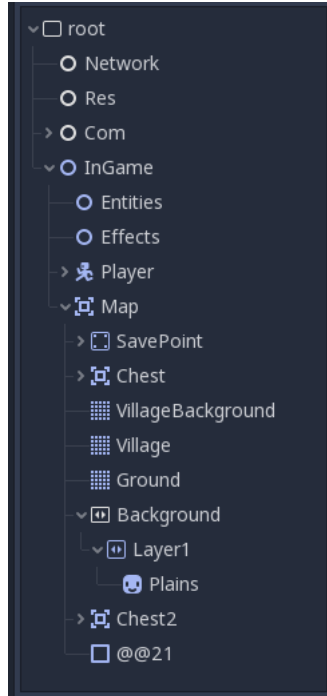 root
Network
Res
Com
InGame
Entities
Effects
Player
Map
SavePoint
Chest
VillageBackground
Village
Ground
Background
Layer1
Plains
Chest2
@@21